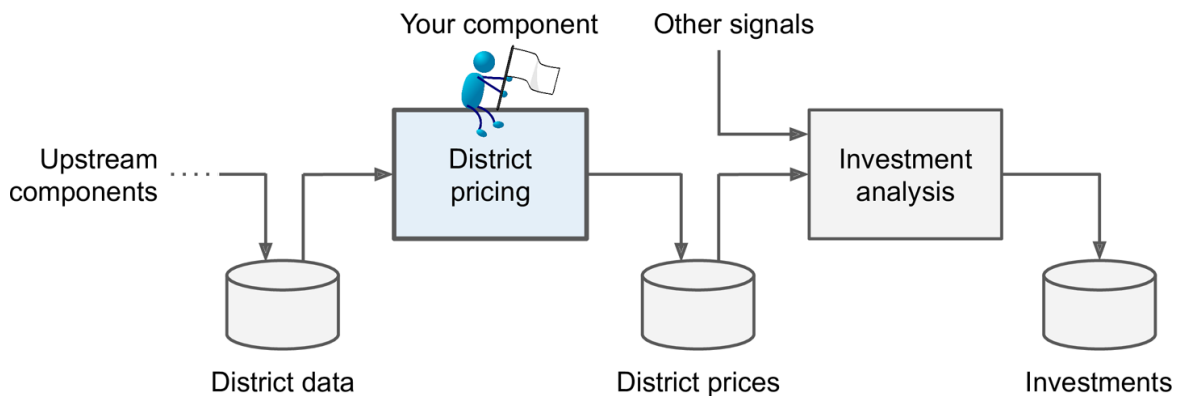 Your component
Other signals
Upstream
components
District
pricing
Investment
analysis
District data
District prices
Investments